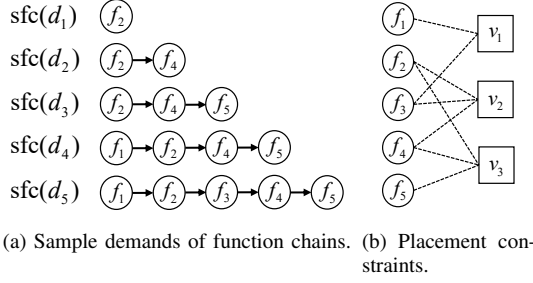 sfc(d₁) f₂ f₁
sfc(d₂) f₂ f₄ f₂ v₁
sfc(d₃) f₂ f₄ f₅ f₃ v₂
sfc(d₄) f₁ f₂ f₄ f₅ f₄ v₃
sfc(d₅) f₁ f₂ f₃ f₄ f₅ f₅
(a) Sample demands of function chains. (b) Placement con-
straints.